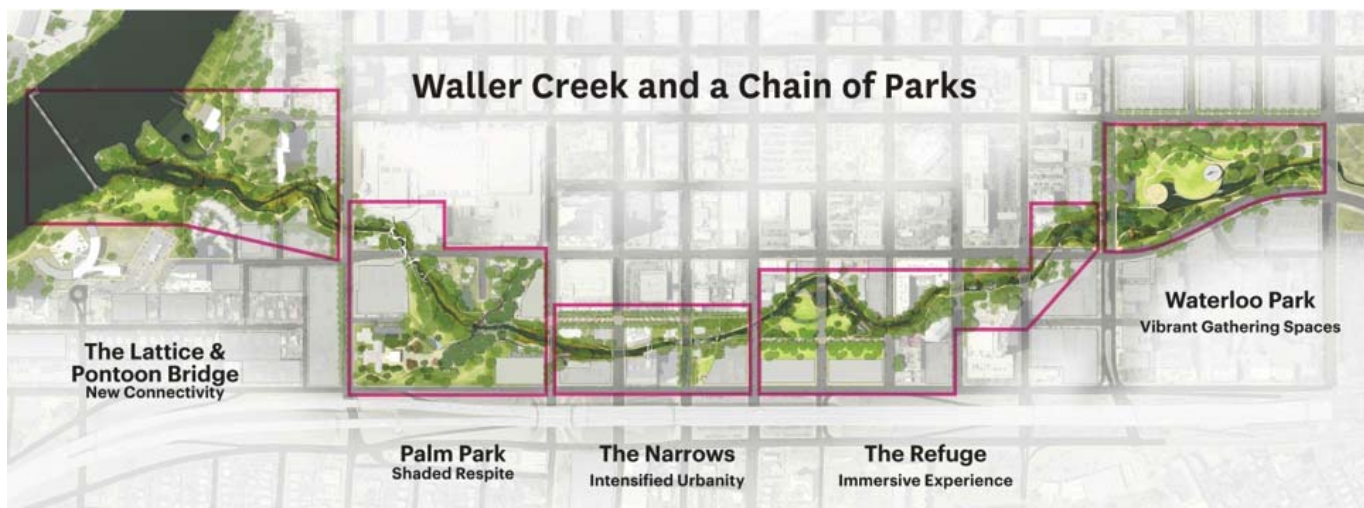 Waller Creek and a Chain of Parks
The Lattice &
Pontoon Bridge
New Connectivity
Palm Park
Shaded Respite
The Narrows
Intensified Urbanity
The Refuge
Immersive Experience
Waterloo Park
Vibrant Gathering Spaces